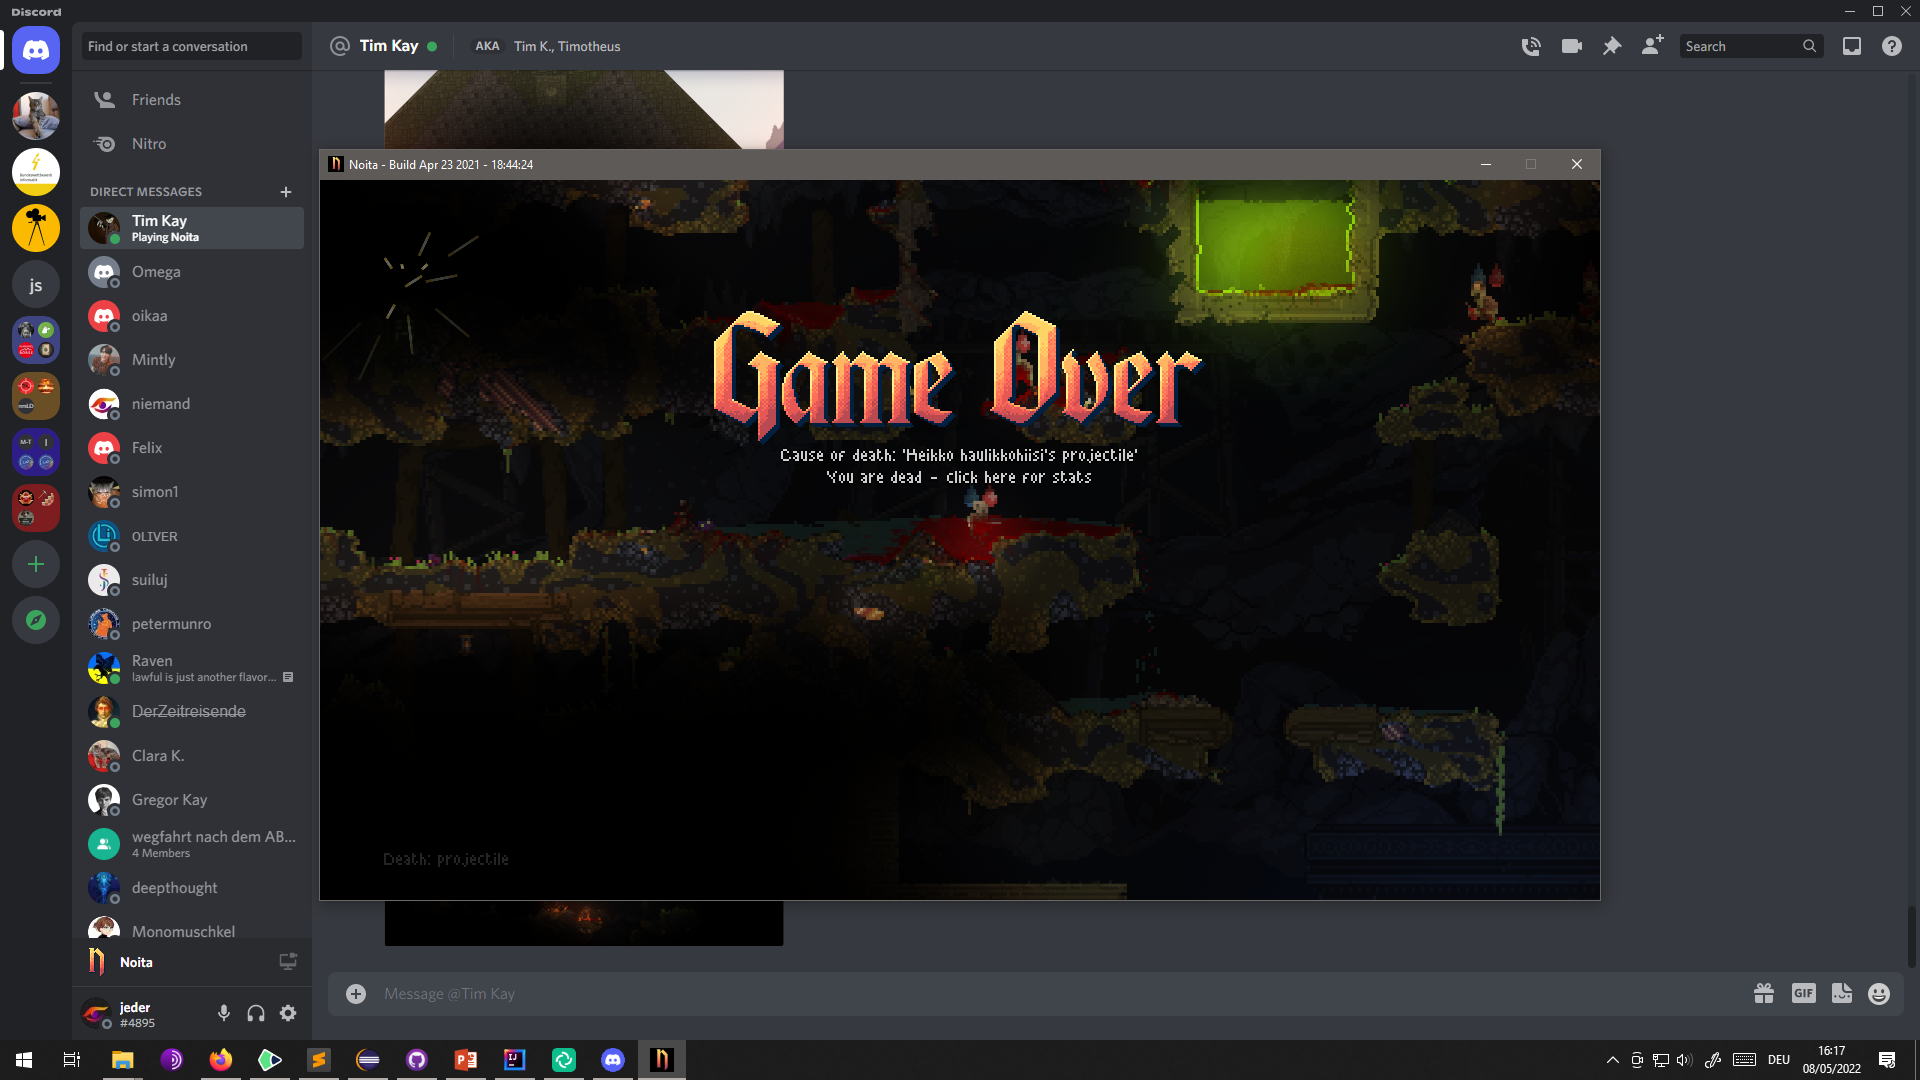 Discord
Find or start a conversation
Tim Kay
AKA
Tim K., Timotheus
Search
Friends
Nitro
DIRECT MESSAGES
Tim Kay
Playing Noita
Omega
oikaa
Mintly
niemand
Felix
simon1
OLIVER
suiluj
petermunro
Raven
lawful is just another flavor...
DerZeitreisende
Clara K.
Gregor Kay
wegfahrt nach dem AB...
4 Members
deepthought
Monomuschkel
Noita
jeder
#4895
js
M-T
I
Noita - Build Apr 23 2021 - 18:44:24
Game Over
Cause of death: 'Heikko haulikkohiisi's projectile'
You are dead - click here for stats
Death: projectile
Message @Tim Kay
GIF
DEU
16:17
08/05/2022